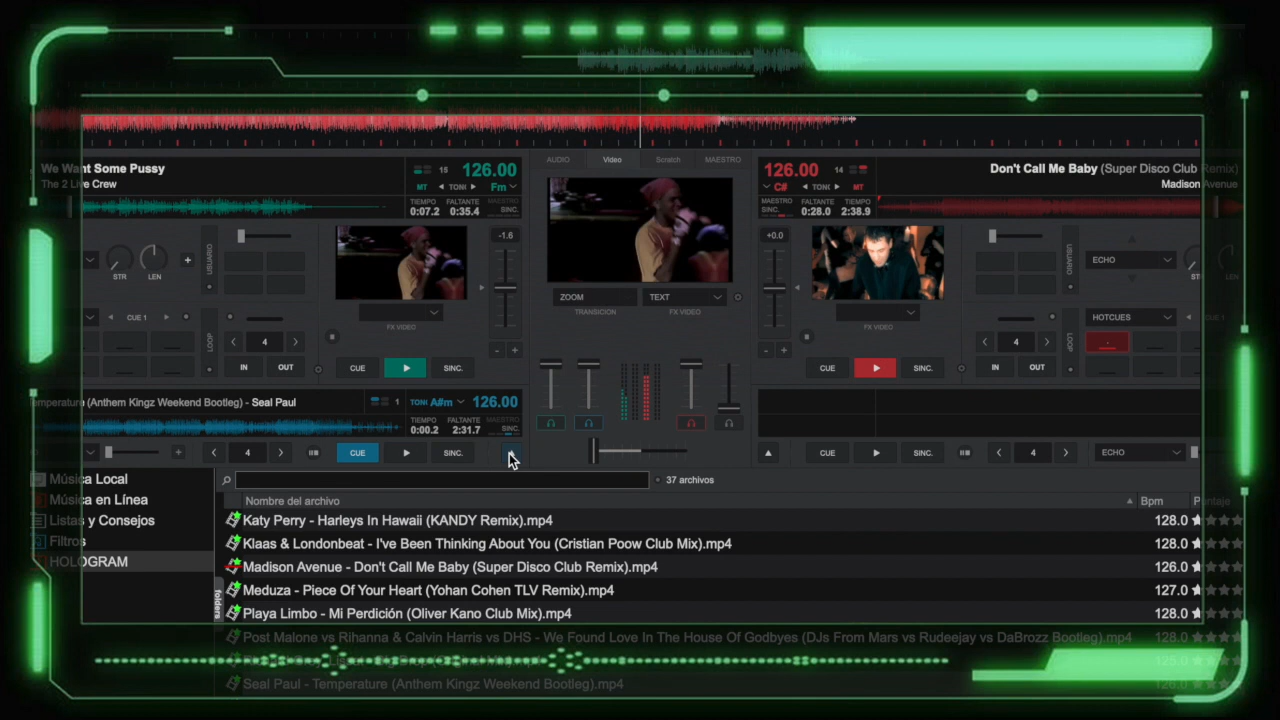 We Want Some Pussy
The 2 Live Crew
15 126.00
MT TONI Fm
TIEMPO FALTANTE MAESTRO
0:07.2 0:35.4 SINC.
AUDIO Video Scratch MAESTRO
126.00 14
C# TONI MT
MAESTRO TIEMPO FALTANTE
SINC. 0:28.0 2:38.9
Don't Call Me Baby (Super Disco Club Remix)
Madison Avenue
STR LEN
USUARIO
-1.6
ZOOM TEXT
TRANSICION FX VIDEO
+0.0
USUARIO
ECHO
STR LEN
CUE 1
LOOP
4
IN OUT
FX VIDEO
CUE SINC.
FX VIDEO
CUE SINC.
4
IN OUT
LOOP
HOTCUES
CUE 1
Temperature (Anthem Kingz Weekend Bootleg) - Seal Paul
1 TONI A#m 126.00
TIEMPO FALTANTE MAESTRO
0:00.2 2:31.7 SINC.
4 CUE SINC.
CUE SINC. 4 ECHO
Música Local
Música en Línea
Listas y Consejos
Filtros
HOLOGRAM
folders
37 archivos
Nombre del archivo Bpm Puntaje
Katy Perry - Harleys In Hawaii (KANDY Remix).mp4 128.0
Klaas & Londonbeat - I've Been Thinking About You (Cristian Poow Club Mix).mp4 128.0
Madison Avenue - Don't Call Me Baby (Super Disco Club Remix).mp4 126.0
Meduza - Piece Of Your Heart (Yohan Cohen TLV Remix).mp4 127.0
Playa Limbo - Mi Perdición (Oliver Kano Club Mix).mp4 128.0
Post Malone vs Rihanna & Calvin Harris vs DHS - We Found Love In The House Of Godbyes (DJs From Mars vs Rudeejay vs DaBrozz Bootleg).mp4 128.0
Seal Paul - Temperature (Anthem Kingz Weekend Bootleg).mp4 126.0